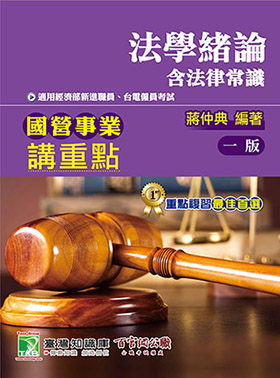 法學緒論
含法律常識
適用經濟部新進職員、台電僱員考試
國營事業
講重點
蔣仲典 編著
一版
1st
重點複習最佳首選
臺灣知識庫
百官網公職